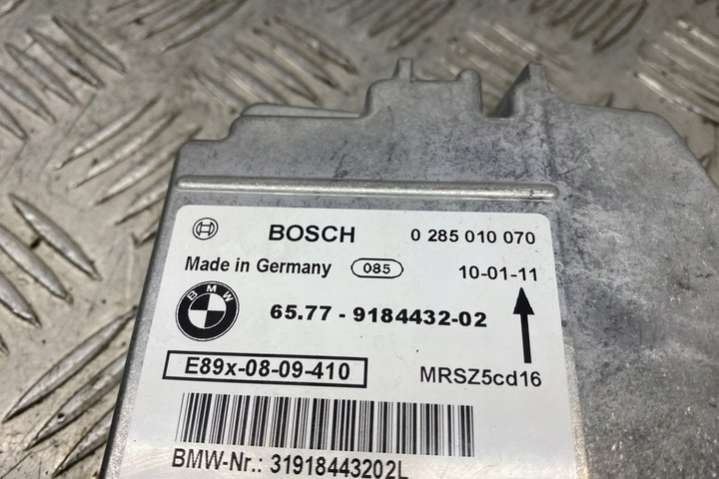 BOSCH 0 285 010 070
Made in Germany 085 10-01-11
BMW 65.77 - 9184432-02
E89x-08-09-410 MRSZ5cd16
BMW-Nr.: 31918443202L